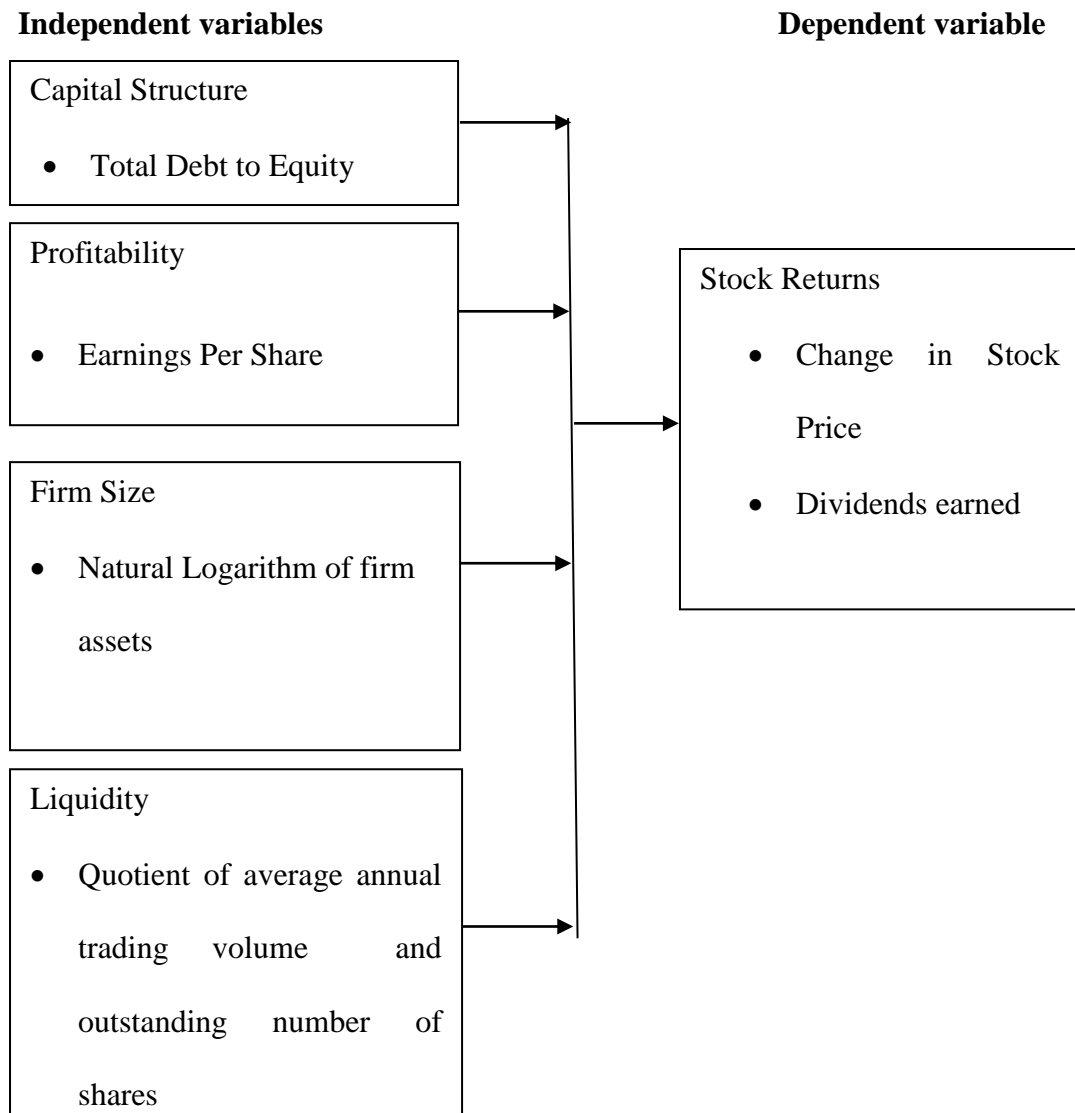 Independent variables
Dependent variable
Capital Structure
• Total Debt to Equity
Profitability
• Earnings Per Share
Firm Size
• Natural Logarithm of firm
assets
Liquidity
• Quotient of average annual
trading volume and
outstanding number of
shares
Stock Returns
• Change in Stock
Price
• Dividends earned